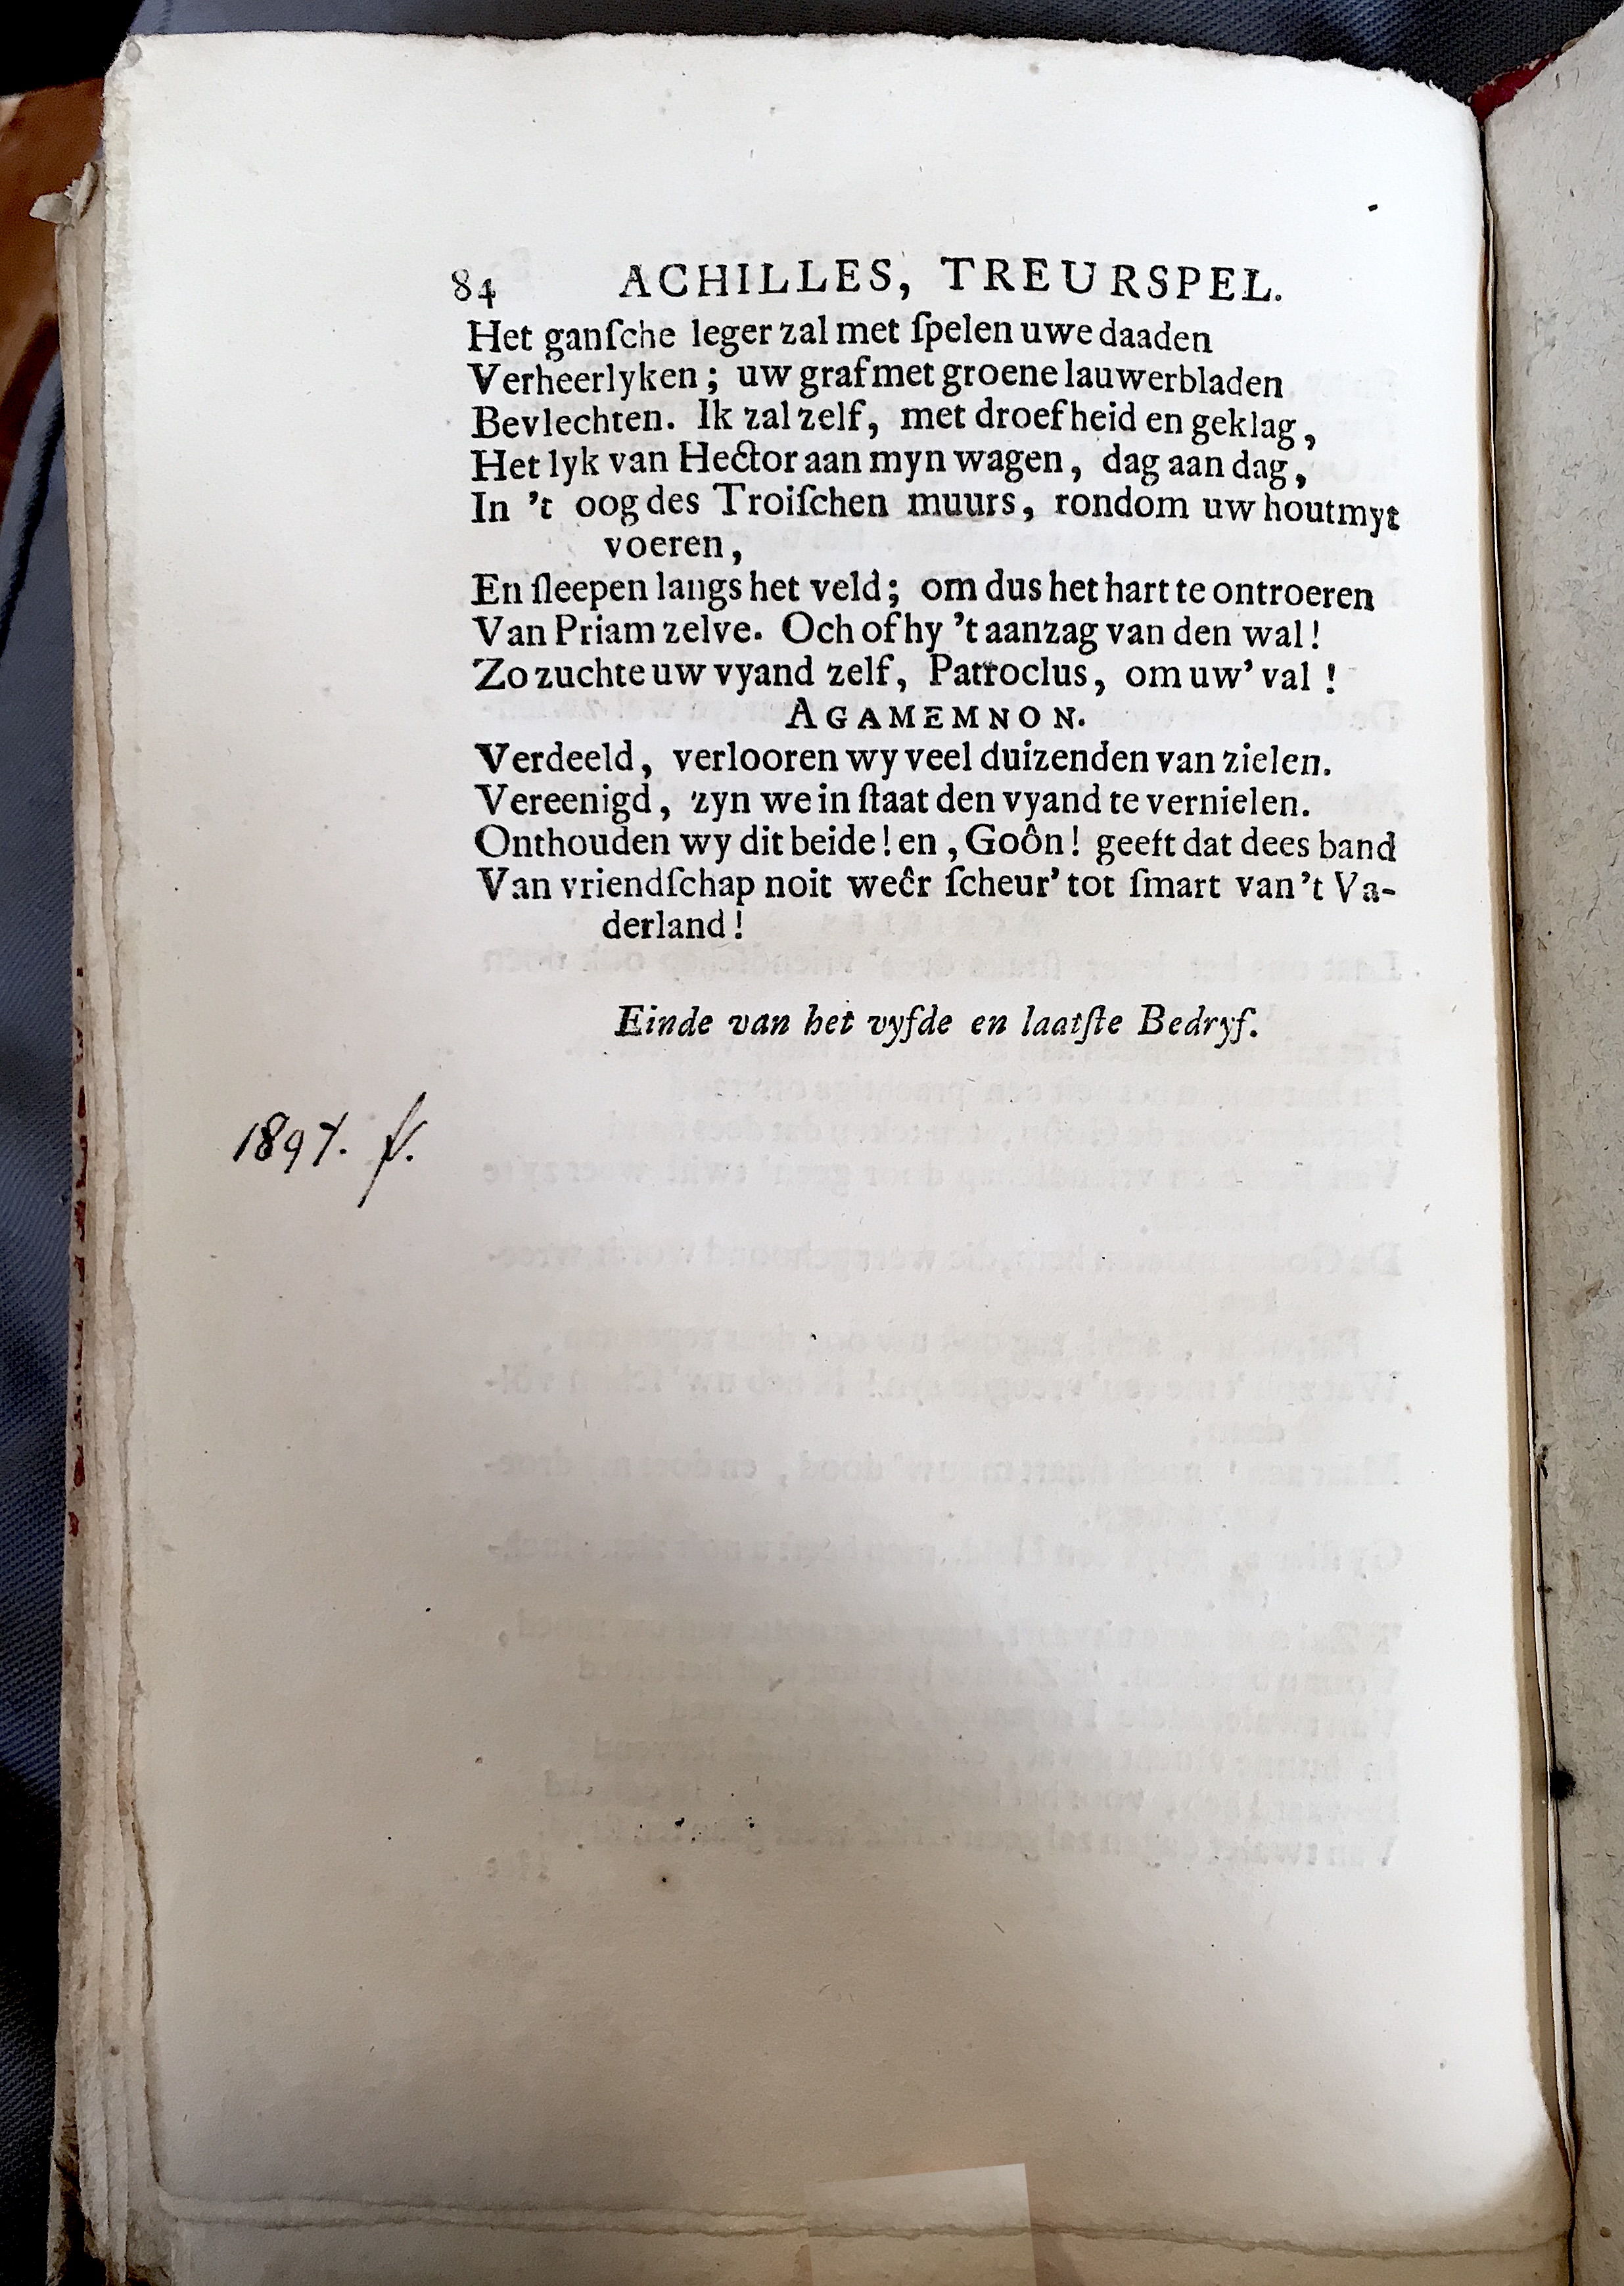 84 ACHILLES, TREURSPEL.
Het ganſche leger zal met ſpelen uwe daaden
Verheerlyken; uw graf met groene lauwerbladen
Bevlechten. Ik zal zelf, met droefheid en geklag,
Het lyk van Hector aan myn wagen, dag aan dag,
In 't oog des Troiſchen muurs, rondom uw houtmyt
voeren,
En ſleepen langs het veld; om dus het hart te ontroeren
Van Priam zelve. Och of hy 't aanzag van den wal!
Zo zuchte uw vyand zelf, Patroclus, om uw' val!
AGAMEMNON.
Verdeeld, verlooren wy veel duizenden van zielen.
Vereenigd, zyn we in ſtaat den vyand te vernielen.
Onthouden wy dit beide! en, Goôn! geeft dat dees band
Van vriendſchap noit weêr ſcheur' tot ſmart van 't Va-
derland!
Einde van het vyfde en laatſte Bedryf.
1897.